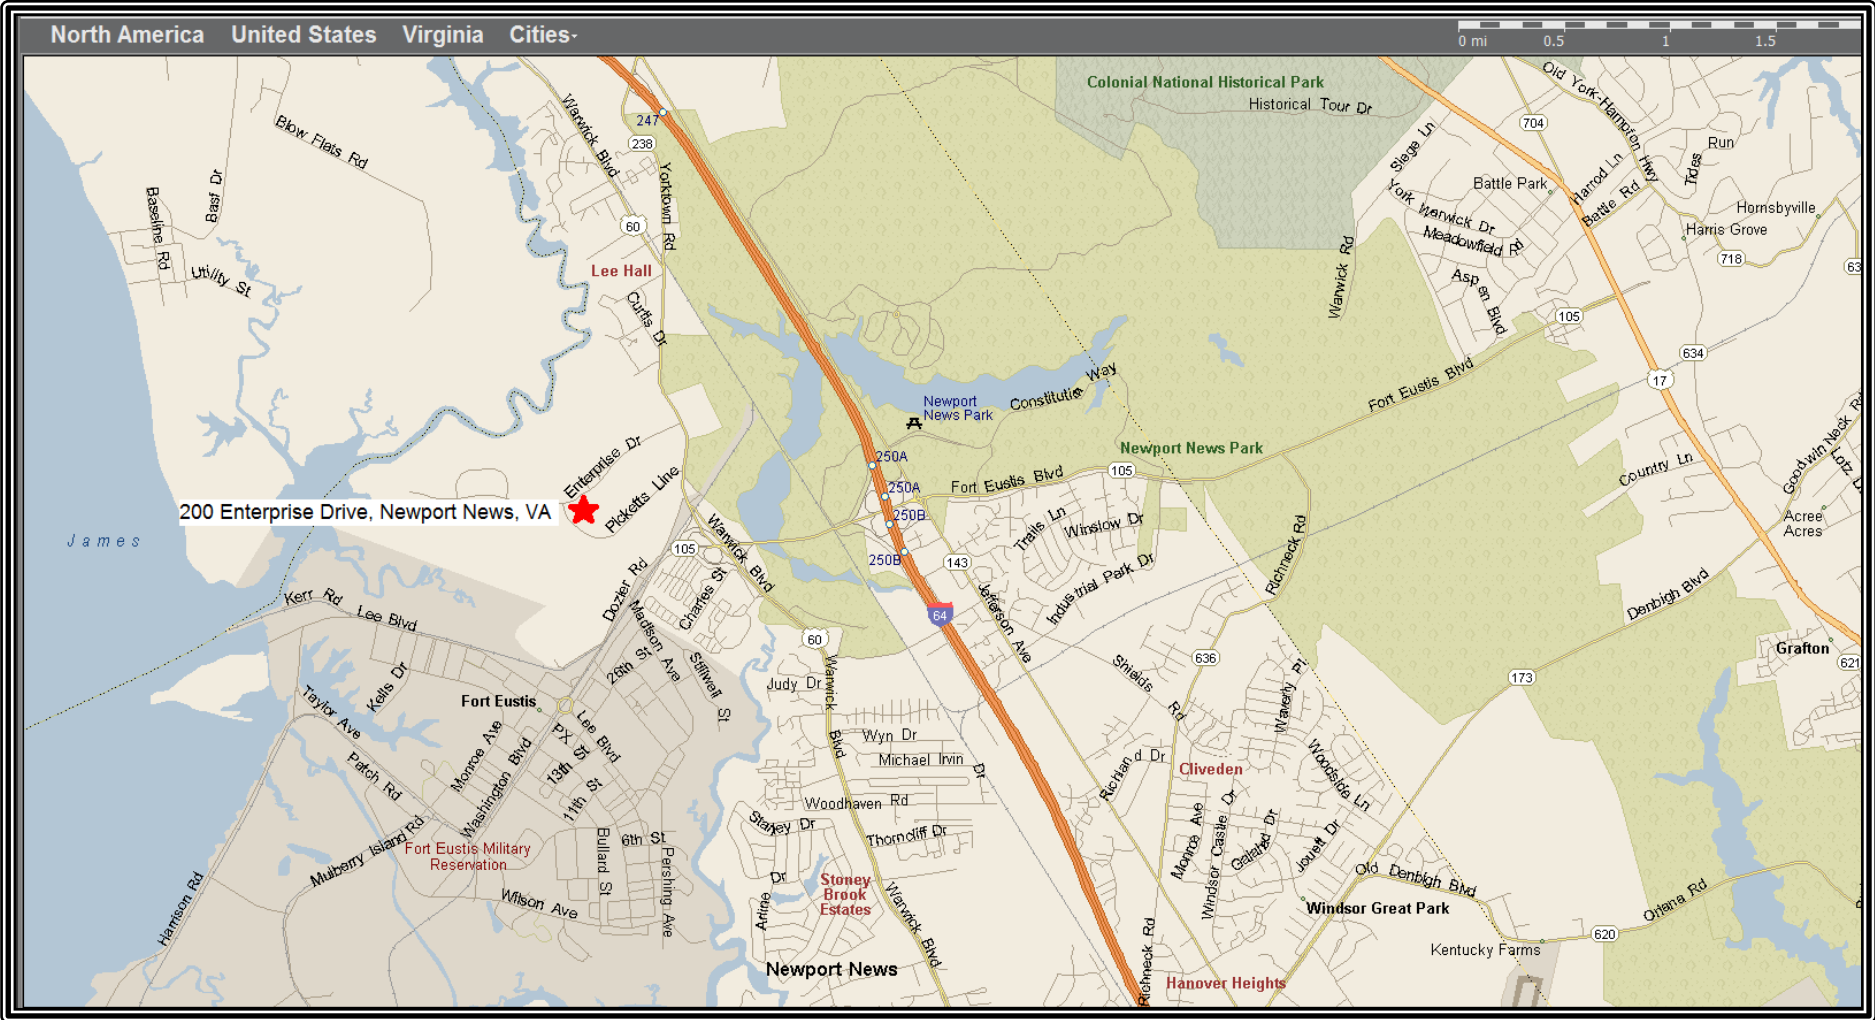 North America United States Virginia Cities-
0 mi 0.5 1 1.5
Colonial National Historical Park
Historical Tour Dr
Old York-Hampton Hwy
704
Siege Ln
Run
Tides
Harrod Ln
Battle Park
Battle Rd
York Warwick Dr
Meadowfield Rd
Aspen Blvd
Warwick Rd
Hornsbyville
Harris Grove
718
63
105
634
17
Warwick Blvd
247
238
Yorktown Rd
60
Lee Hall
Curtis Dr
Blow Flats Rd
Basf Dr
Baseline Rd
Utility St
Newport
News Park
Constitution Way
Fort Eustis Blvd
Newport News Park
250A
250A
250B
250B
Fort Eustis Blvd
105
Enterprise Dr
Picketts Line
200 Enterprise Drive, Newport News, VA
James
Country Ln
Goodwin Neck Rd
Acree
Acres
Trails Ln
Winslow Dr
Industrial Park Dr
Richneck Rd
Denbigh Blvd
105
Warwick Blvd
143
Jefferson Ave
64
Dozier Rd
Charles St
Madison Ave
Kerr Rd
Lee Blvd
60
Grafton
621
636
173
26th St
Stillwell St
Judy Dr
Warwick Blvd
Shields Rd
Waverly Pl
Kells Dr
Taylor Ave
Fort Eustis
Lee Blvd
PX St
Monroe Ave
Washington Blvd
13th St
11th St
Patch Rd
Wyn Dr
Michael Irvin Dr
Richland Dr
Cliveden
Woodside Ln
Woodhaven Rd
Stanley Dr
Thorncliff Dr
Monroe Ave
Windsor Castle Dr
Galahad Dr
Jouett Dr
Mulberry Island Rd
Fort Eustis Military
Reservation
Bullard St
6th St
Pershing Ave
Wilson Ave
Harrison Rd
Arline Dr
Stoney
Brook
Estates
Warwick Blvd
Old Denbigh Blvd
Windsor Great Park
Oriana Rd
620
Kentucky Farms
Newport News
Richneck Rd
Hanover Heights